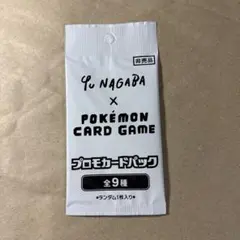 非売品
Yu NAGABA
×
POKÉMON
CARD GAME
プロモカードパック
全9種
*ランダム1枚入り*